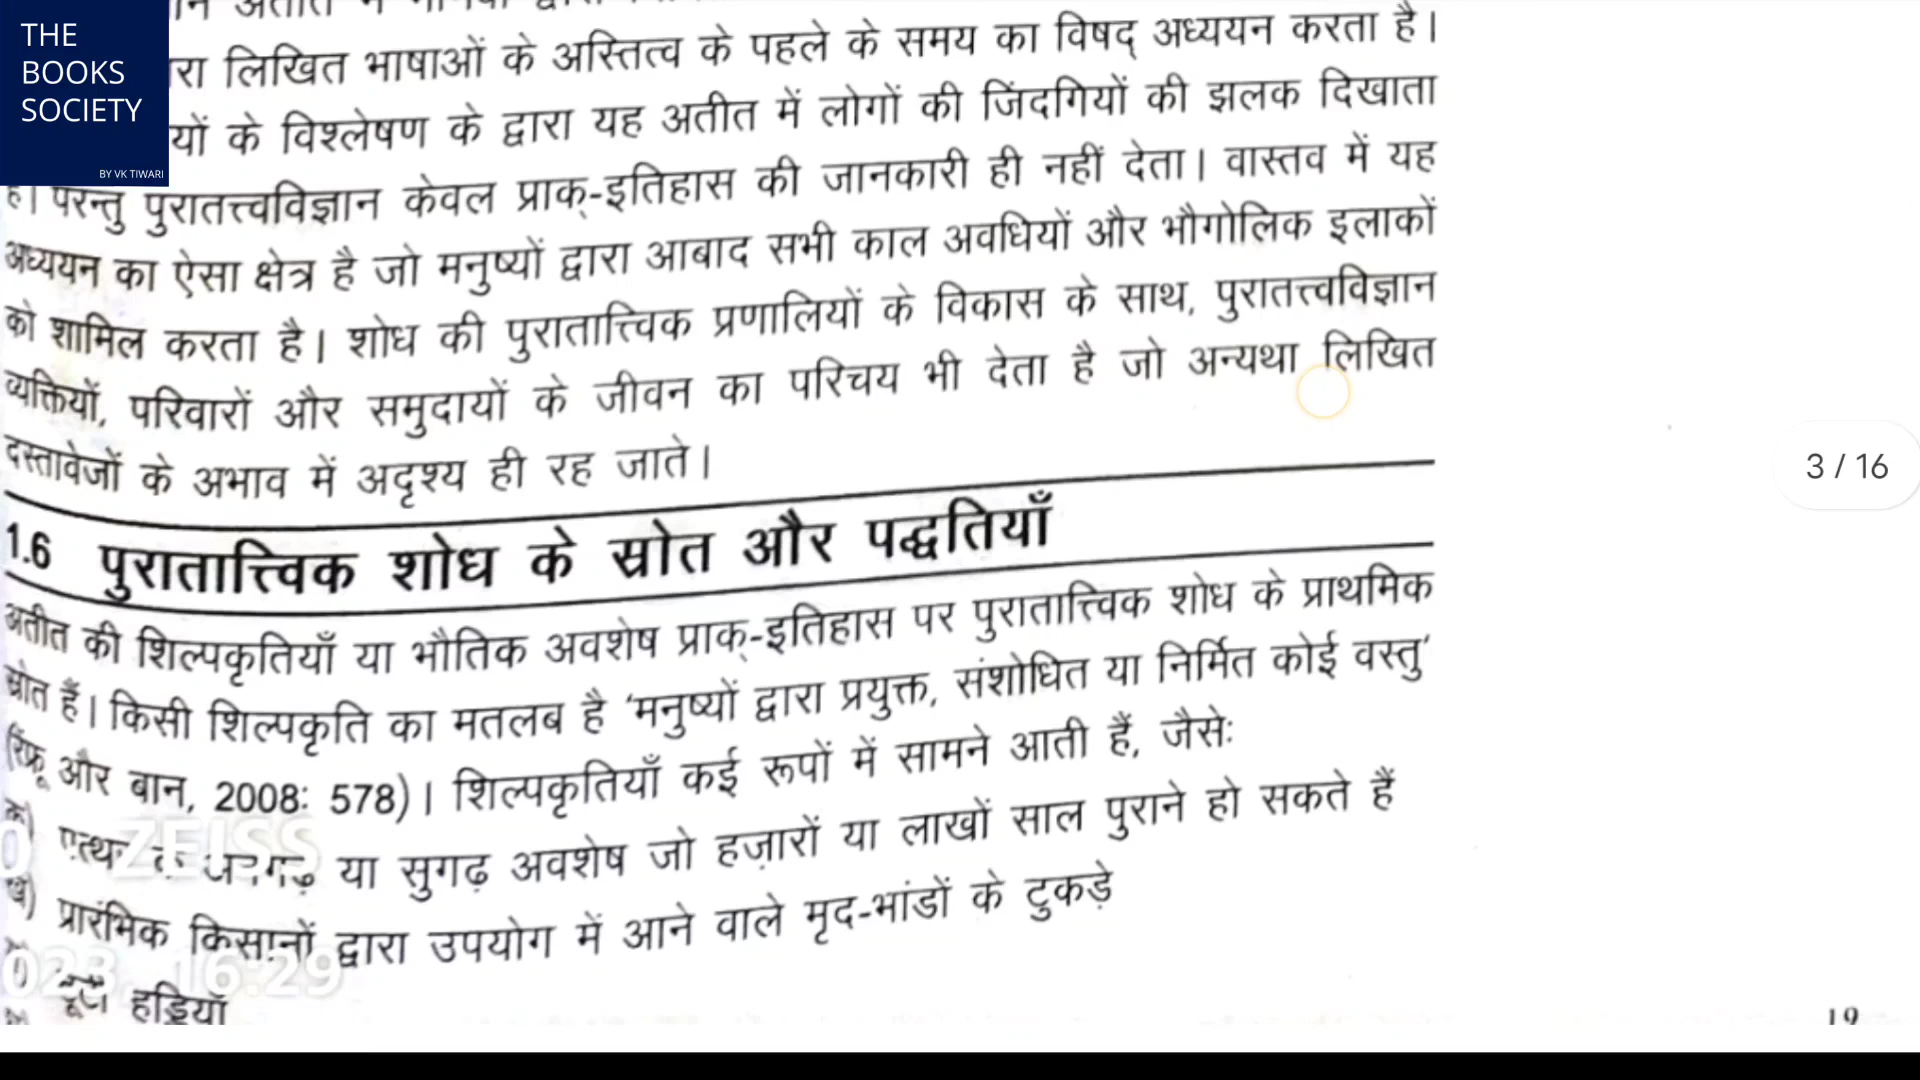 THE
BOOKS
SOCIETY
BY VK TIWARI
लिखित भाषाओं के अस्तित्व के पहले के समय का विषद् अध्ययन करता है।
यों के विश्लेषण के द्वारा यह अतीत में लोगों की जिंदगियों की झलक दिखाता
है। परन्तु पुरातत्त्वविज्ञान केवल प्राक्-इतिहास की जानकारी ही नहीं देता। वास्तव में यह
अध्ययन का ऐसा क्षेत्र है जो मनुष्यों द्वारा आबाद सभी काल अवधियों और भौगोलिक इलाकों
को शामिल करता है। शोध की पुरातात्त्विक प्रणालियों के विकास के साथ, पुरातत्त्वविज्ञान
व्यक्तियों, परिवारों और समुदायों के जीवन का परिचय भी देता है जो अन्यथा लिखित
दस्तावेजों के अभाव में अदृश्य ही रह जाते।
3 / 16
1.6 पुरातात्त्विक शोध के स्रोत और पद्धतियाँ
अतीत की शिल्पकृतियाँ या भौतिक अवशेष प्राक्-इतिहास पर पुरातात्त्विक शोध के प्राथमिक
स्रोत हैं। किसी शिल्पकृति का मतलब है 'मनुष्यों द्वारा प्रयुक्त, संशोधित या निर्मित कोई वस्तु'
(रेंफ्रू और बान, 2008: 578)। शिल्पकृतियाँ कई रूपों में सामने आती हैं, जैसेः
क) या सुगढ़ अवशेष जो हज़ारों या लाखों साल पुराने हो सकते हैं
ZEISS
ख) प्रारंभिक किसानों द्वारा उपयोग में आने वाले मृद-भांडों के टुकड़े
023, 16:29
हड्डियाँ
19